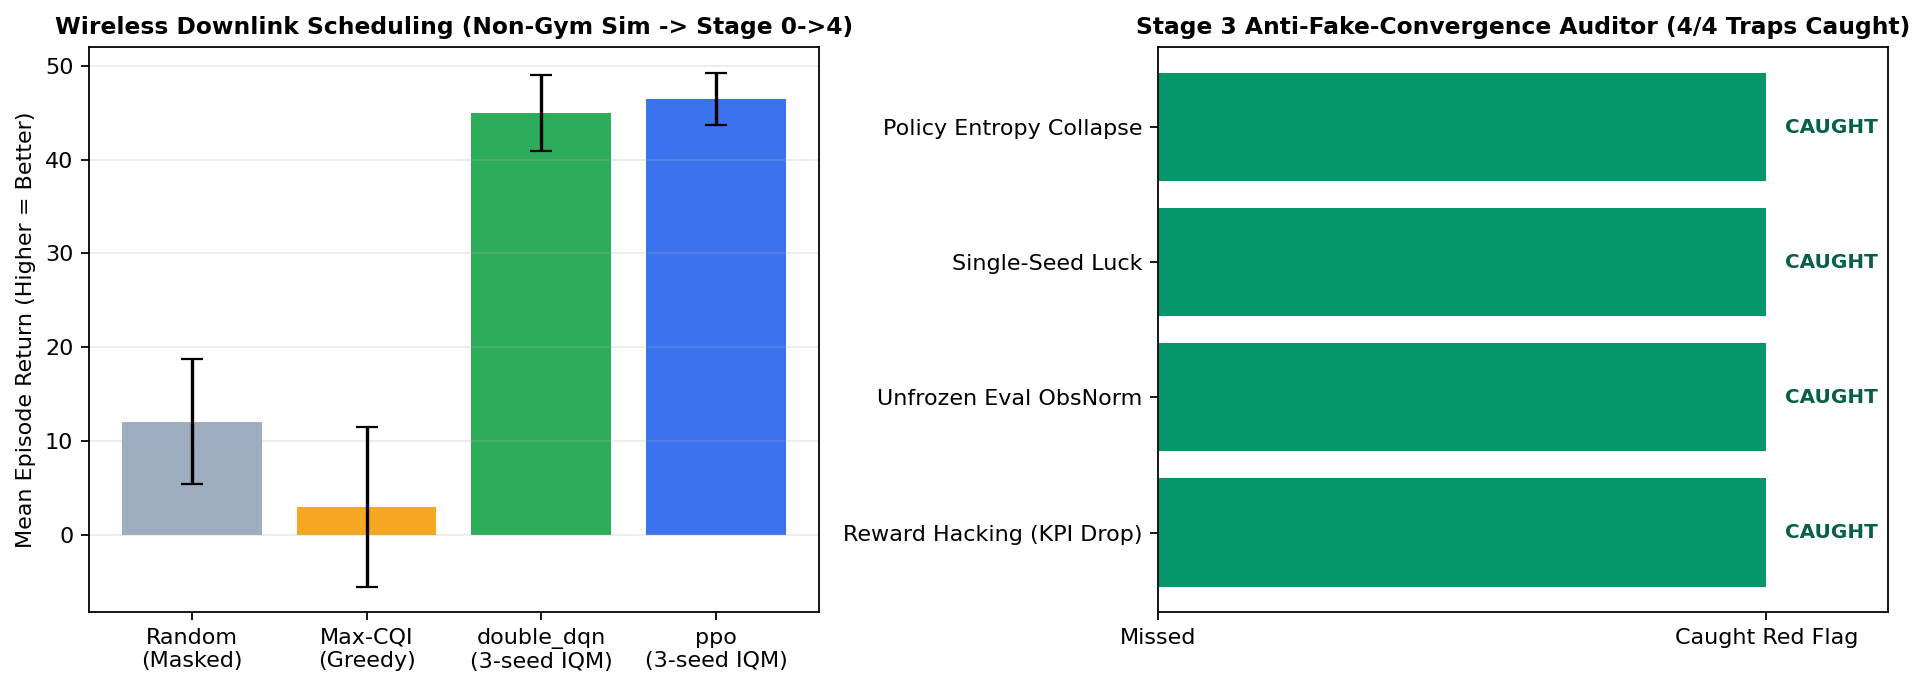 Wireless Downlink Scheduling (Non-Gym Sim -> Stage 0->4)
Mean Episode Return (Higher = Better)
50
40
30
20
10
0
Random
(Masked)
Max-CQI
(Greedy)
double_dqn
(3-seed IQM)
ppo
(3-seed IQM)
Stage 3 Anti-Fake-Convergence Auditor (4/4 Traps Caught)
Policy Entropy Collapse
CAUGHT
Single-Seed Luck
CAUGHT
Unfrozen Eval ObsNorm
CAUGHT
Reward Hacking (KPI Drop)
CAUGHT
Missed
Caught Red Flag